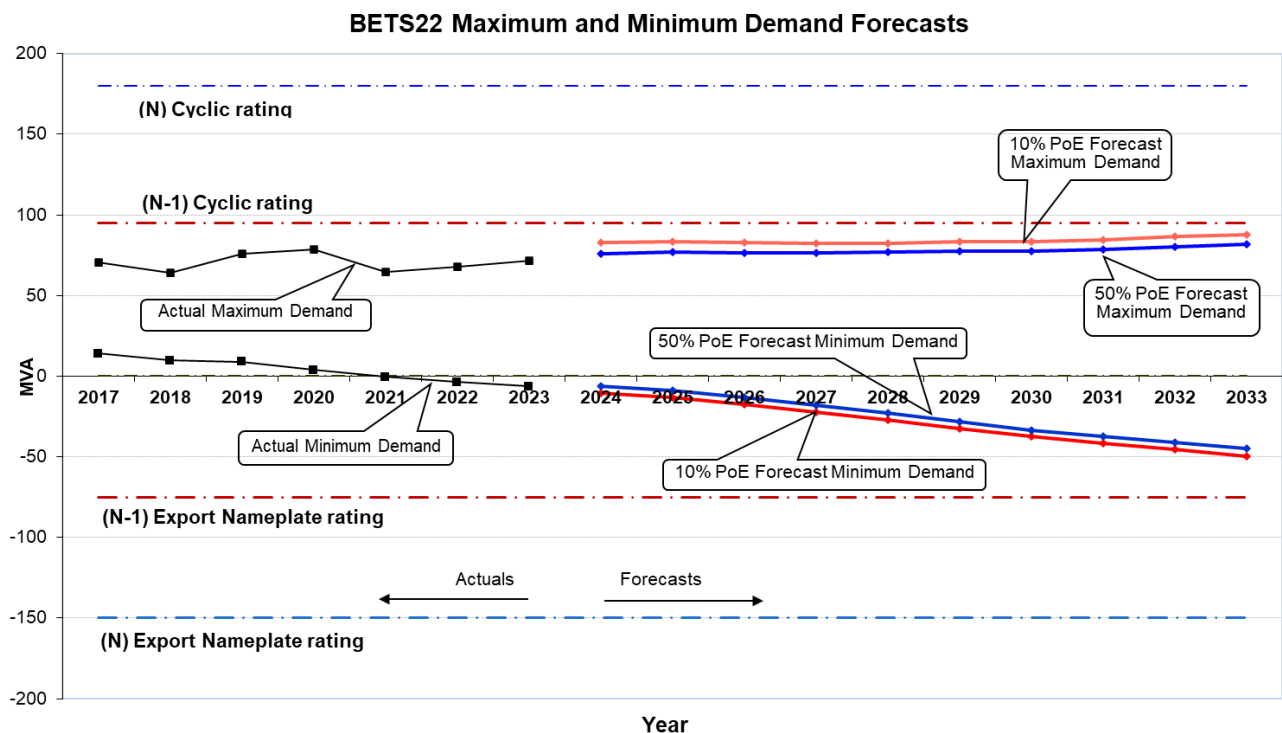 BETS22 Maximum and Minimum Demand Forecasts
200
150
100
50
0
-50
-100
-150
-200
MVA
(N) Cyclic rating
10% PoE Forecast
Maximum Demand
(N-1) Cyclic rating
Actual Maximum Demand
50% PoE Forecast
Maximum Demand
50% PoE Forecast Minimum Demand
2017 2018 2019 2020 2021 2022 2023 2024 2025 2026 2027 2028 2029 2030 2031 2032 2033
Actual Minimum Demand
10% PoE Forecast Minimum Demand
(N-1) Export Nameplate rating
Actuals
Forecasts
(N) Export Nameplate rating
Year